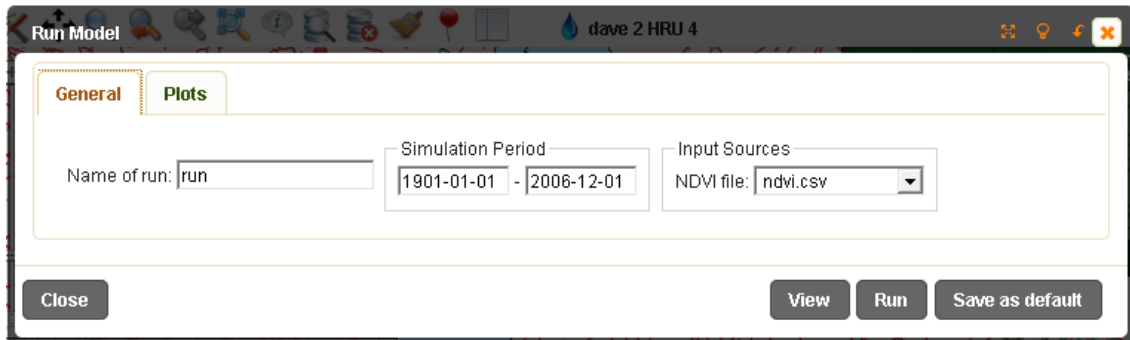 Run Model
dave 2 HRU 4
General Plots
Name of run: run
Simulation Period
1901-01-01 - 2006-12-01
Input Sources
NDVI file: ndvi.csv
Close View Run Save as default